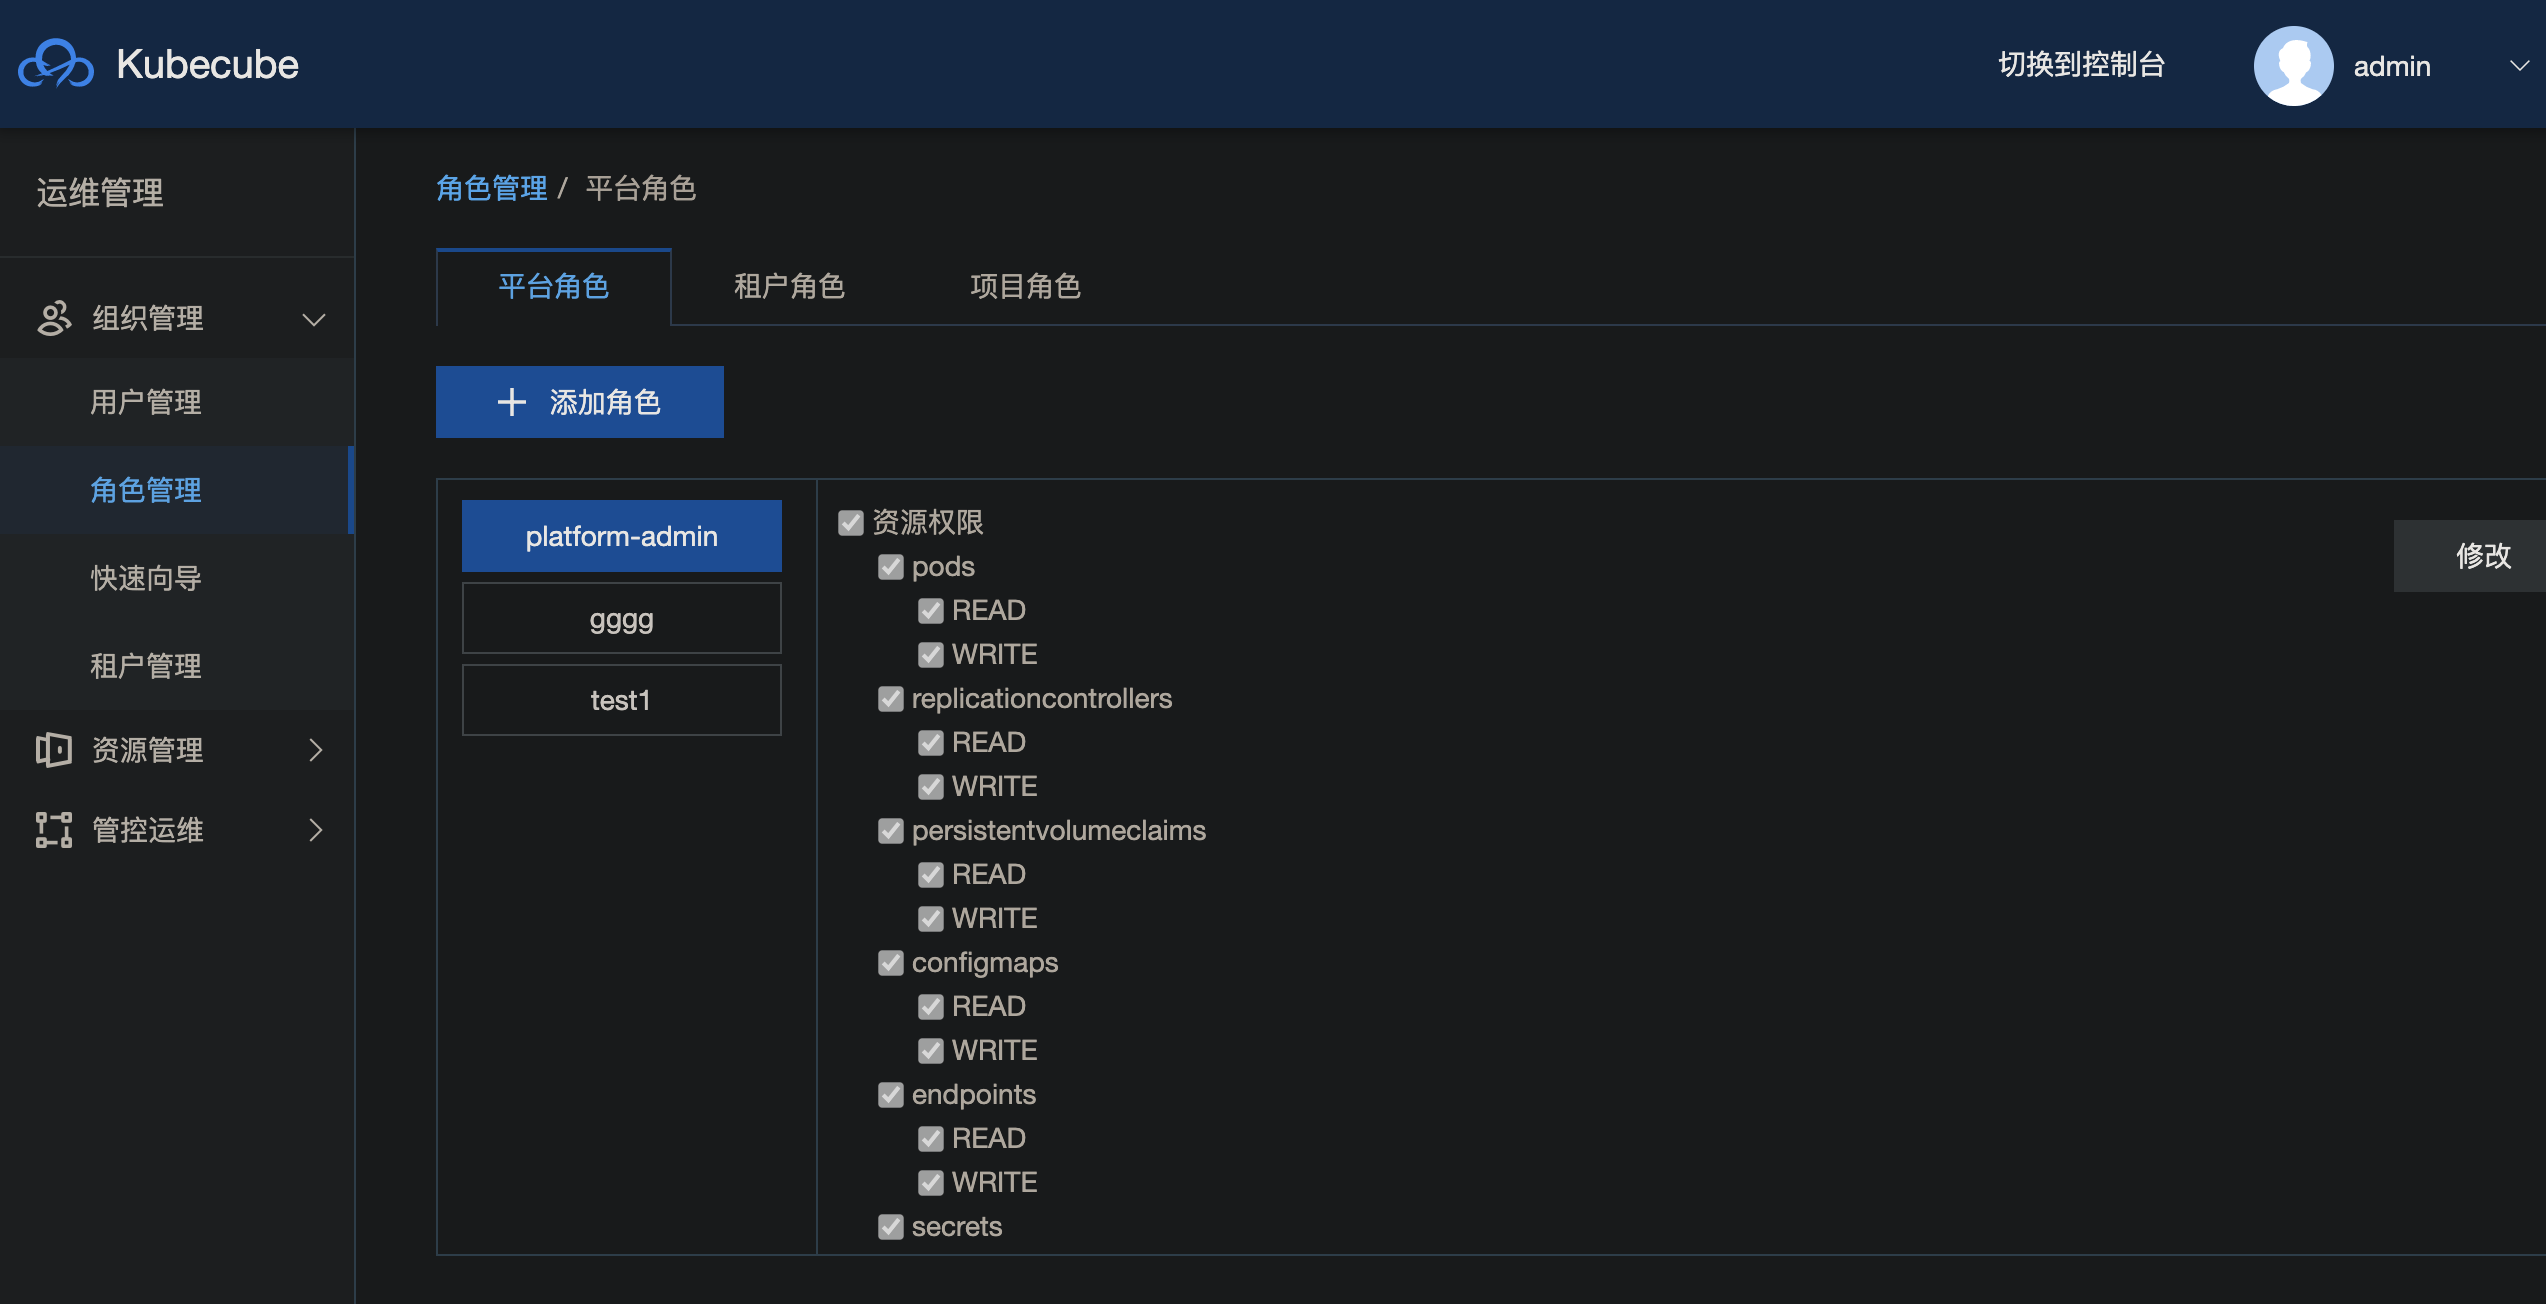 Kubecube
切换到控制台
admin
运维管理
组织管理
用户管理
角色管理
快速向导
租户管理
资源管理
管控运维
角色管理 / 平台角色
平台角色
租户角色
项目角色
添加角色
platform-admin
gggg
test1
资源权限
pods
READ
WRITE
replicationcontrollers
READ
WRITE
persistentvolumeclaims
READ
WRITE
configmaps
READ
WRITE
endpoints
READ
WRITE
secrets
修改